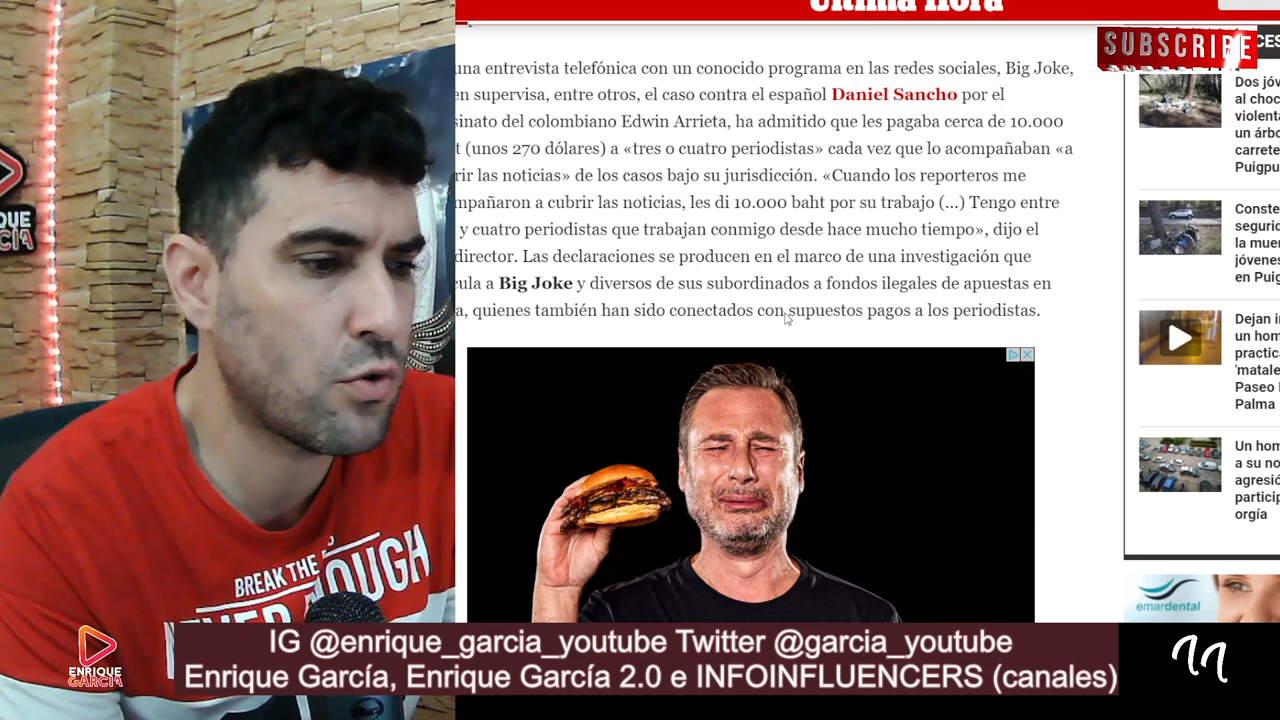 Última Hora
SUBSCRIBE
una entrevista telefónica con un conocido programa en las redes sociales, Big Joke,
en supervisa, entre otros, el caso contra el español Daniel Sancho por el
sinato del colombiano Edwin Arrieta, ha admitido que les pagaba cerca de 10.000
t (unos 270 dólares) a «tres o cuatro periodistas» cada vez que lo acompañaban «a
rir las noticias» de los casos bajo su jurisdicción. «Cuando los reporteros me
mpañaron a cubrir las noticias, les di 10.000 baht por su trabajo (...) Tengo entre
y cuatro periodistas que trabajan conmigo desde hace mucho tiempo», dijo el
director. Las declaraciones se producen en el marco de una investigación que
cula a Big Joke y diversos de sus subordinados a fondos ilegales de apuestas en
a, quienes también han sido conectados con supuestos pagos a los periodistas.
CES
Dos jóv
al choc
violenta
un árbo
carrete
Puigpu
Conste
segurid
la muer
jóvenes
en Puig
Dejan i
un hom
practic
'matale
Paseo
Palma
Un hom
a su no
agresió
particip
orgía
emardental
QUE
CÍA
BREAK THE
NEVER
OUGH
ENRIQUE
GARCÍA
IG @enrique_garcia_youtube Twitter @garcia_youtube
Enrique García, Enrique García 2.0 e INFOINFLUENCERS (canales)